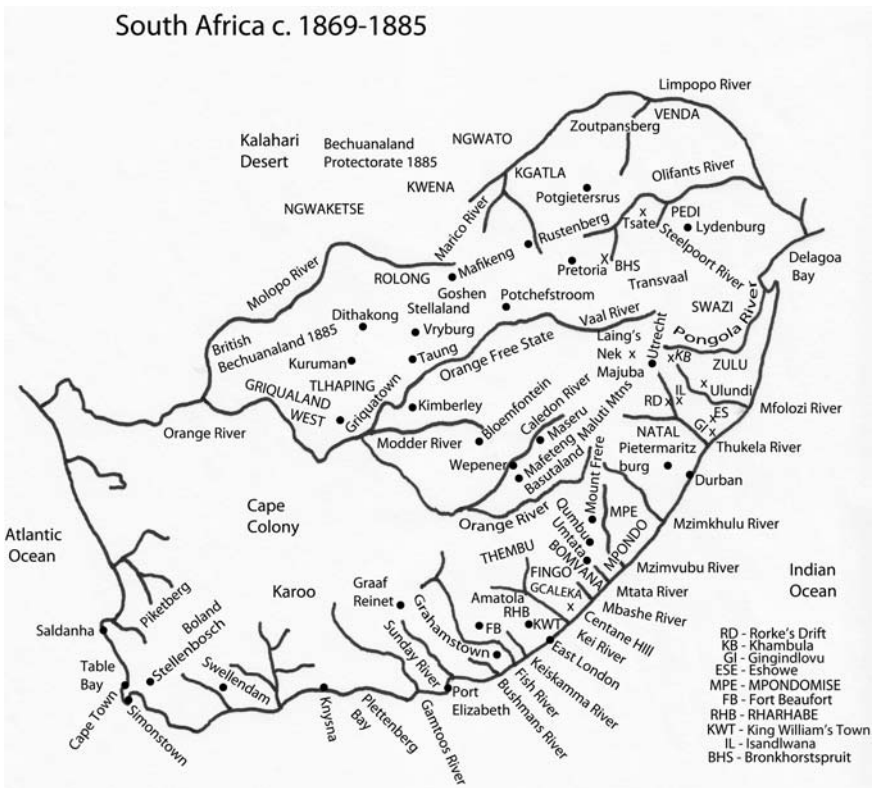 South Africa c. 1869-1885
Limpopo River
VENDA
Zoutpansberg
NGWATO
Kalahari
Desert
Bechuanaland
Protectorate 1885
KGATLA
Olifants River
KWENA
Potgietersrus
NGWAKETSE
Marico River
Rustenberg
Tsate
PEDI
Lydenburg
Steelpoort River
Delagoa
Bay
Molopo River
ROLONG
Mafikeng
Pretoria
BHS
Transvaal
Goshen
Potchefstroom
SWAZI
Pongola River
Dithakong
Stellaland
Vryburg
Vaal River
British
Bechuanaland 1885
Laing's
Nek
Majuba
Utrecht
KB
ZULU
Kuruman
Taung
Orange Free State
Ulundi
TLHAPING
GRIQUALAND
WEST
Griquatown
Kimberley
RD
IL
ES
GI
Mfolozi River
Orange River
Modder River
Bloemfontein
Caledon River
Maseru
Maluti Mtns
NATAL
Thukela River
Wepener
Mafeteng
Basutaland
Pietermaritz
burg
Durban
Cape
Colony
Orange River
Mount Frere
MPE
Mzimkhulu River
Atlantic
Ocean
Qumbu
Umtata
BOMVANA
MPONDO
THEMBU
Mzimvubu River
Indian
Ocean
FINGO
GCALEKA
Mtata River
Karoo
Graaf
Reinet
Amatola
RHB
Mbashe River
Piketberg
Grahamstown
FB
KWT
Centane Hill
Saldanha
Boland
Stellenbosch
Sunday River
Kei River
East London
Table
Bay
Swellendam
Keiskamma River
Fish River
Cape Town
Simonstown
Knysna
Plettenberg
Bay
Gamtoos River
Port
Elizabeth
Bushmans River
RD - Rorke's Drift
KB - Khambula
GI - Gingindlovu
ESE - Eshowe
MPE - MPONDOMISE
FB - Fort Beaufort
RHB - RHARHABE
KWT - King William's Town
IL - Isandlwana
BHS - Bronkhorstspruit